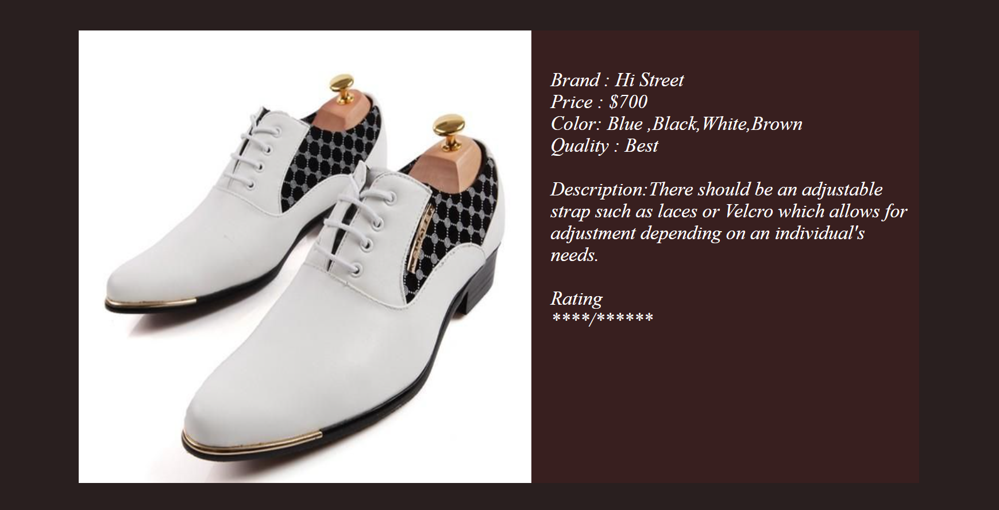 Brand : Hi Street
Price : $700
Color: Blue ,Black,White,Brown
Quality : Best
Description:There should be an adjustable
strap such as laces or Velcro which allows for
adjustment depending on an individual's
needs.
Rating
****/******